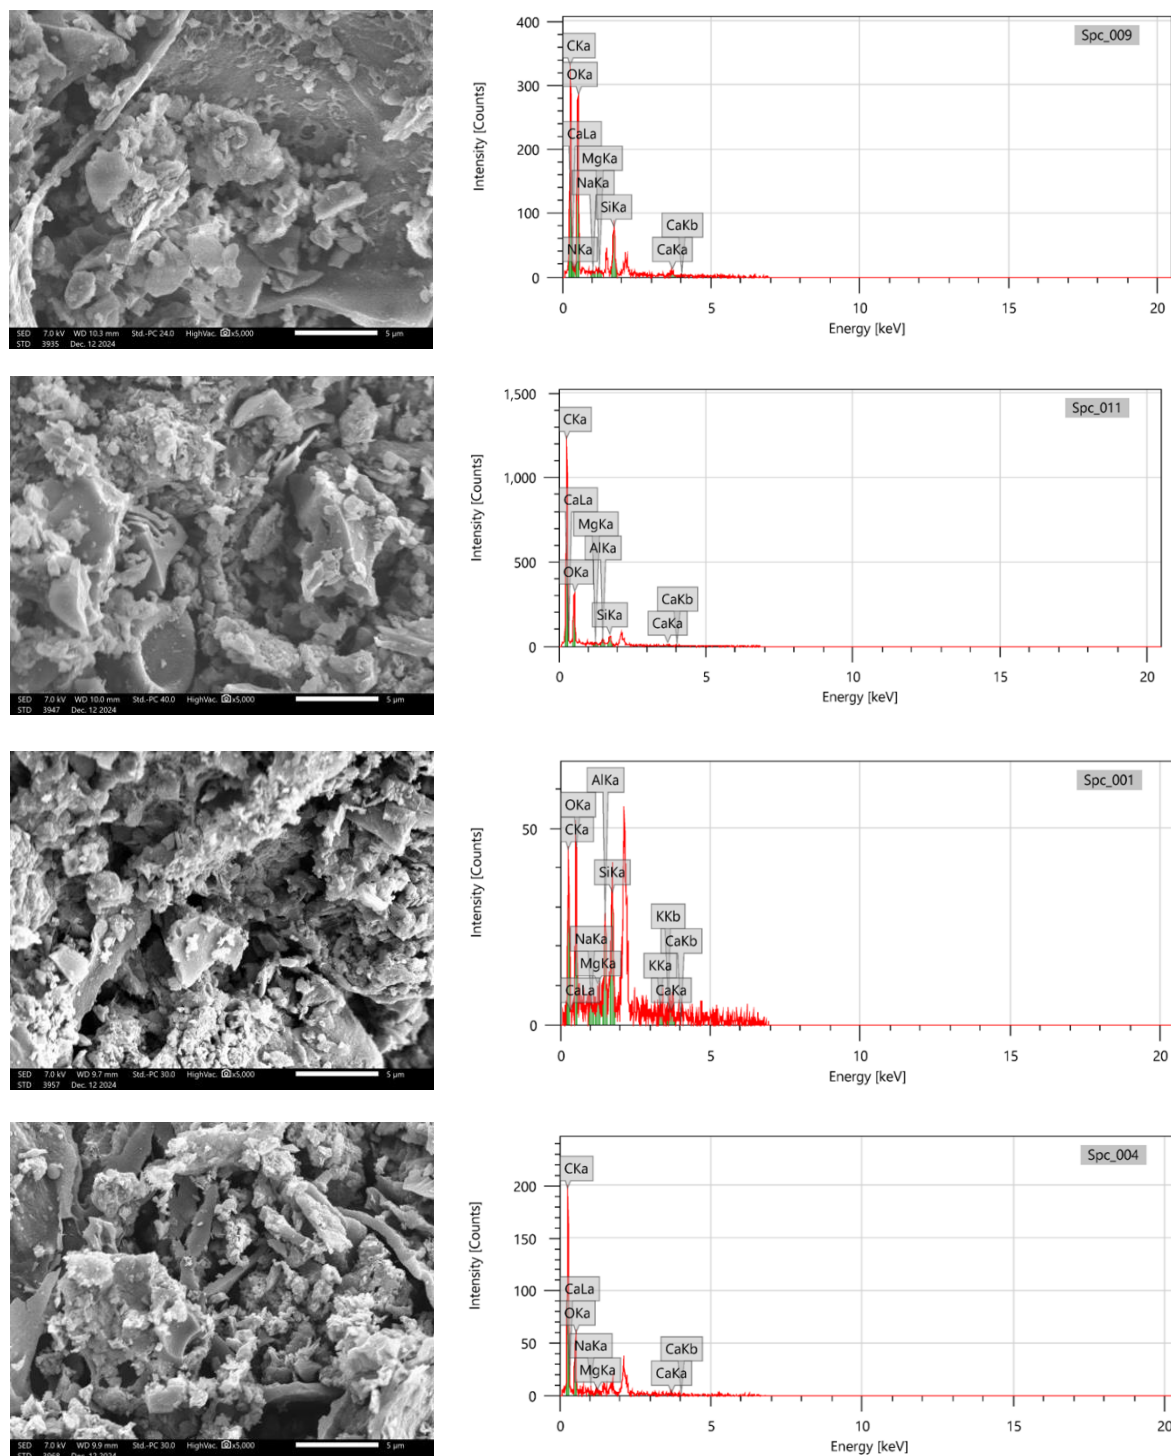 SED 7.0 kV WD 10.3 mm Std.-PC 24.0 HighVac. x5,000 5 μm
STD 3935 Dec. 12 2024
400
300
200
100
0
Intensity [Counts]
Spc_009
CKa
OKa
CaLa
MgKa
NaKa
SiKa
NKa
CaKb
CaKa
0 5 10 15 20
Energy [keV]
SED 7.0 kV WD 10.0 mm Std.-PC 40.0 HighVac. x5,000 5 μm
STD 3947 Dec. 12 2024
1,500
1,000
500
0
Intensity [Counts]
Spc_011
CKa
CaLa
MgKa
AlKa
OKa
SiKa
CaKb
CaKa
0 5 10 15 20
Energy [keV]
SED 7.0 kV WD 9.7 mm Std.-PC 30.0 HighVac. x5,000 5 μm
STD 3957 Dec. 12 2024
50
0
Intensity [Counts]
Spc_001
AlKa
OKa
CKa
SiKa
KKb
NaKa
CaKb
MgKa
KKa
CaLa
CaKa
0 5 10 15 20
Energy [keV]
SED 7.0 kV WD 9.9 mm Std.-PC 30.0 HighVac. x5,000 5 μm
STD 3968 Dec. 12 2024
200
150
100
50
0
Intensity [Counts]
Spc_004
CKa
CaLa
OKa
NaKa
CaKb
MgKa
CaKa
0 5 10 15 20
Energy [keV]